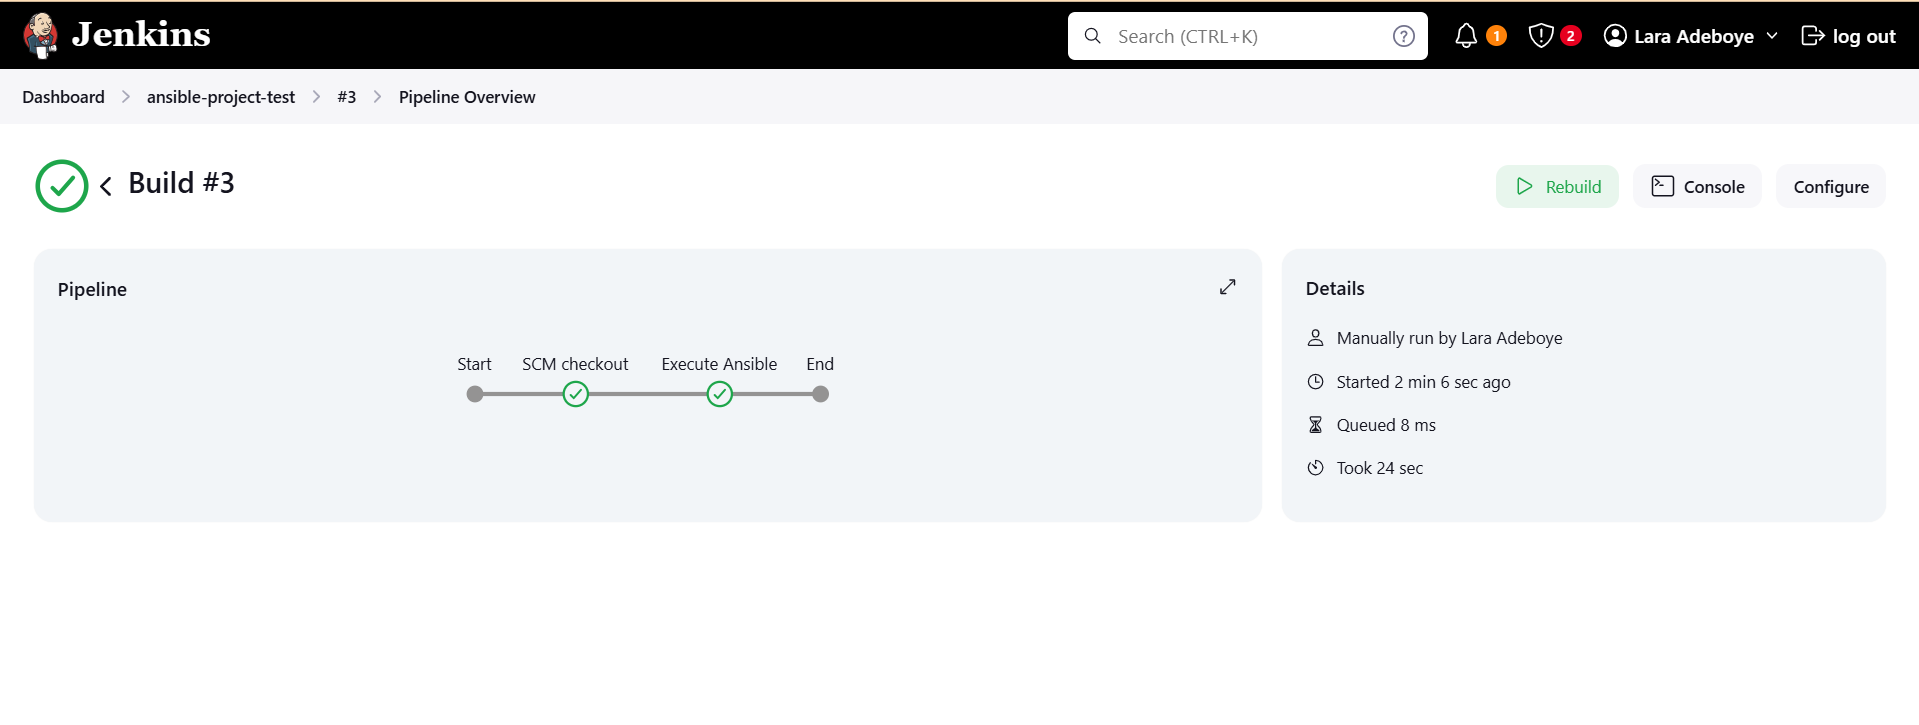 Jenkins
Search (CTRL+K)
1
2
Lara Adeboye
log out
Dashboard
ansible-project-test
#3
Pipeline Overview
Build #3
Rebuild
Console
Configure
Pipeline
Start
SCM checkout
Execute Ansible
End
Details
Manually run by Lara Adeboye
Started 2 min 6 sec ago
Queued 8 ms
Took 24 sec